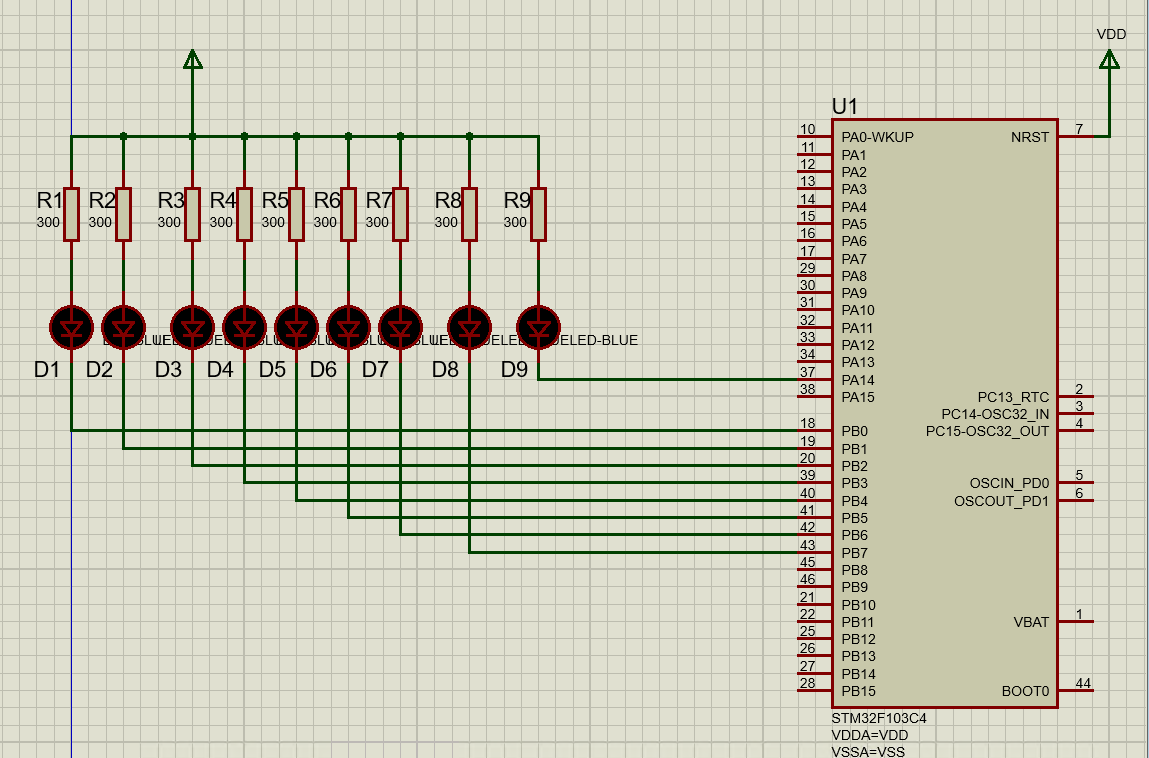 VDD
U1
10 PA0-WKUP NRST 7
11 PA1
12 PA2
13 PA3
14 PA4
15 PA5
16 PA6
17 PA7
29 PA8
30 PA9
31 PA10
32 PA11
33 PA12
34 PA13
37 PA14
38 PA15 PC13_RTC 2
PC14-OSC32_IN 3
18 PB0 PC15-OSC32_OUT 4
19 PB1
20 PB2
39 PB3 OSCIN_PD0 5
40 PB4 OSCOUT_PD1 6
41 PB5
42 PB6
43 PB7
45 PB8
46 PB9
21 PB10
22 PB11 VBAT 1
25 PB12
26 PB13
27 PB14
28 PB15 BOOT0 44
STM32F103C4
VDDA=VDD
VSSA=VSS
R1 R2 R3 R4 R5 R6 R7 R8 R9
300 300 300 300 300 300 300 300 300
LED-BLUE
D1 D2 D3 D4 D5 D6 D7 D8 D9